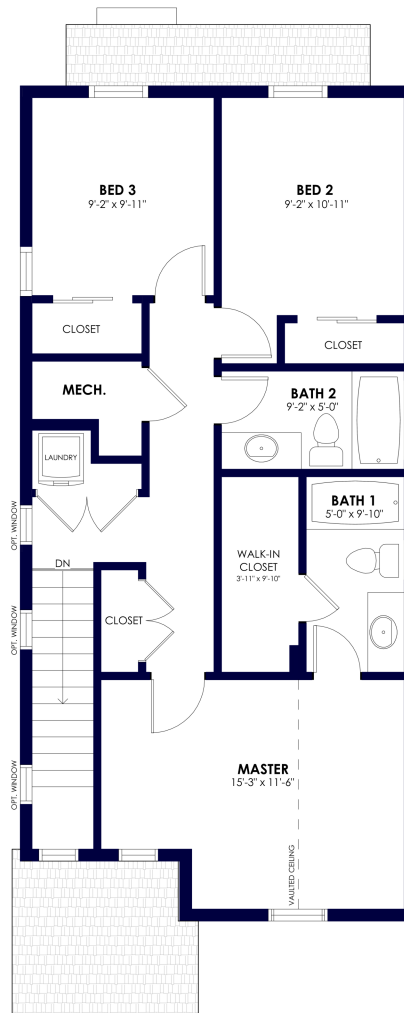 BED 3
9'-2" x 9'-11"
BED 2
9'-2" x 10'-11"
CLOSET
CLOSET
MECH.
BATH 2
9'-2" x 5'-0"
LAUNDRY
BATH 1
5'-0" x 9'-10"
OPT. WINDOW
WALK-IN
CLOSET
3'-11" x 9'-10"
DN
OPT. WINDOW
CLOSET
MASTER
15'-3" x 11'-6"
OPT. WINDOW
VAULTED CEILING